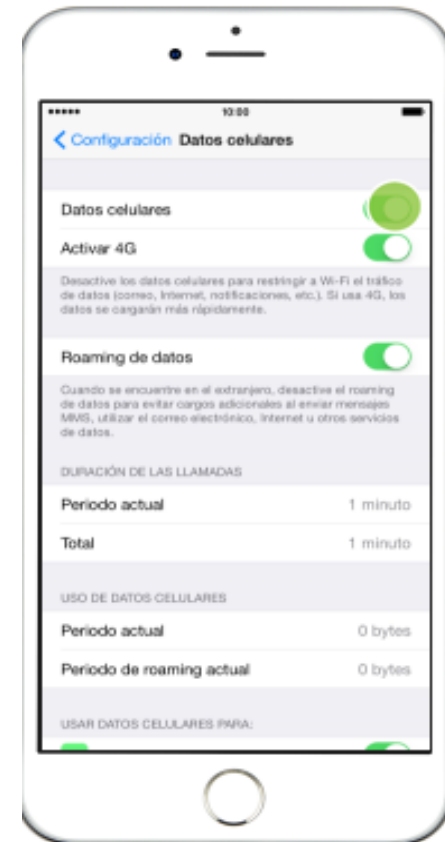 10:00
Configuración Datos celulares
Datos celulares
Activar 4G
Desactive los datos celulares para restringir a Wi-Fi el tráfico
de datos (correo, Internet, notificaciones, etc.). Si usa 4G, los
datos se cargarán más rápidamente.
Roaming de datos
Cuando se encuentre en el extranjero, desactive el roaming
de datos para evitar cargos adicionales al enviar mensajes
MMS, utilizar el correo electrónico, Internet u otros servicios
de datos.
DURACIÓN DE LAS LLAMADAS
Periodo actual 1 minuto
Total 1 minuto
USO DE DATOS CELULARES
Periodo actual 0 bytes
Periodo de roaming actual 0 bytes
USAR DATOS CELULARES PARA: